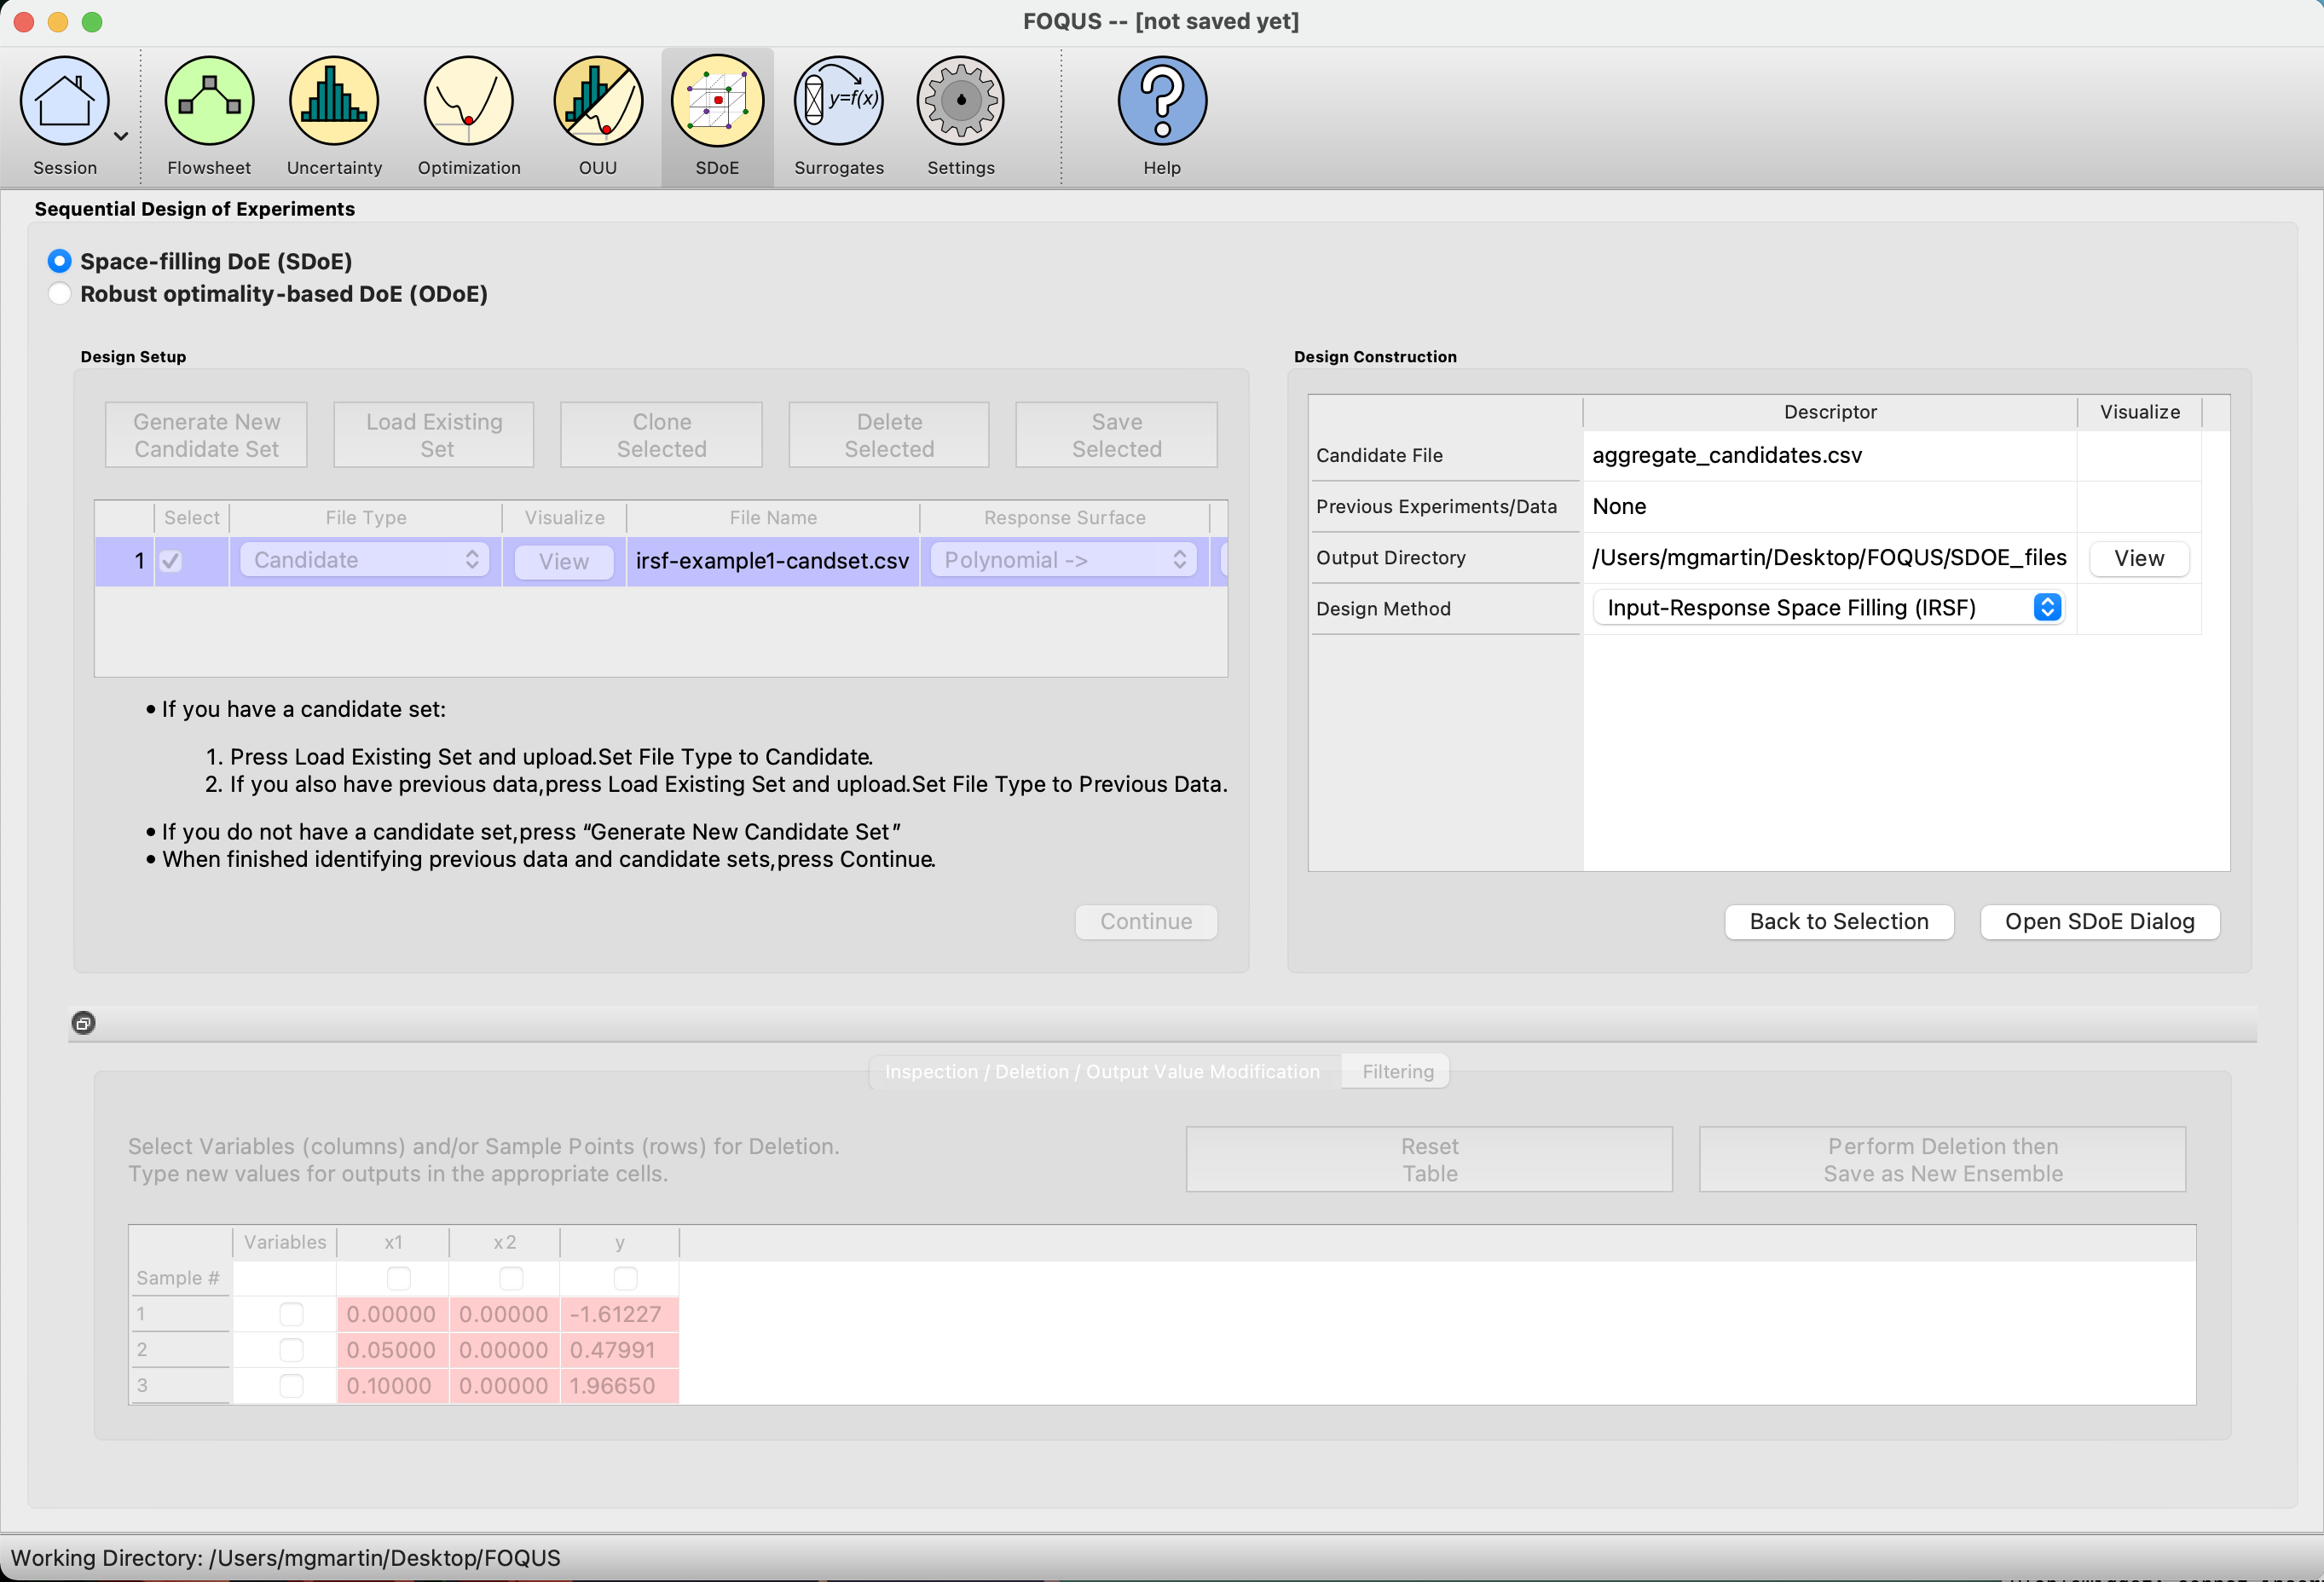 FOQUS -- [not saved yet]
y=f(x)
Session
Flowsheet
Uncertainty
Optimization
OUU
SDoE
Surrogates
Settings
Help
Sequential Design of Experiments
Space-filling DoE (SDoE)
Robust optimality-based DoE (ODoE)
Design Setup
Generate New
Candidate Set
Load Existing
Set
Clone
Selected
Delete
Selected
Save
Selected
Select File Type Visualize File Name Response Surface
1 Candidate View irsf-example1-candset.csv Polynomial ->
• If you have a candidate set:
1. Press Load Existing Set and upload.Set File Type to Candidate.
2. If you also have previous data,press Load Existing Set and upload.Set File Type to Previous Data.
• If you do not have a candidate set,press “Generate New Candidate Set”
• When finished identifying previous data and candidate sets,press Continue.
Continue
Design Construction
Descriptor Visualize
Candidate File aggregate_candidates.csv
Previous Experiments/Data None
Output Directory /Users/mgmartin/Desktop/FOQUS/SDOE_files View
Design Method Input-Response Space Filling (IRSF)
Back to Selection
Open SDoE Dialog
Inspection / Deletion / Output Value Modification
Filtering
Select Variables (columns) and/or Sample Points (rows) for Deletion.
Type new values for outputs in the appropriate cells.
Reset
Table
Perform Deletion then
Save as New Ensemble
Variables x1 x2 y
Sample #
1 0.00000 0.00000 -1.61227
2 0.05000 0.00000 0.47991
3 0.10000 0.00000 1.96650
Working Directory: /Users/mgmartin/Desktop/FOQUS